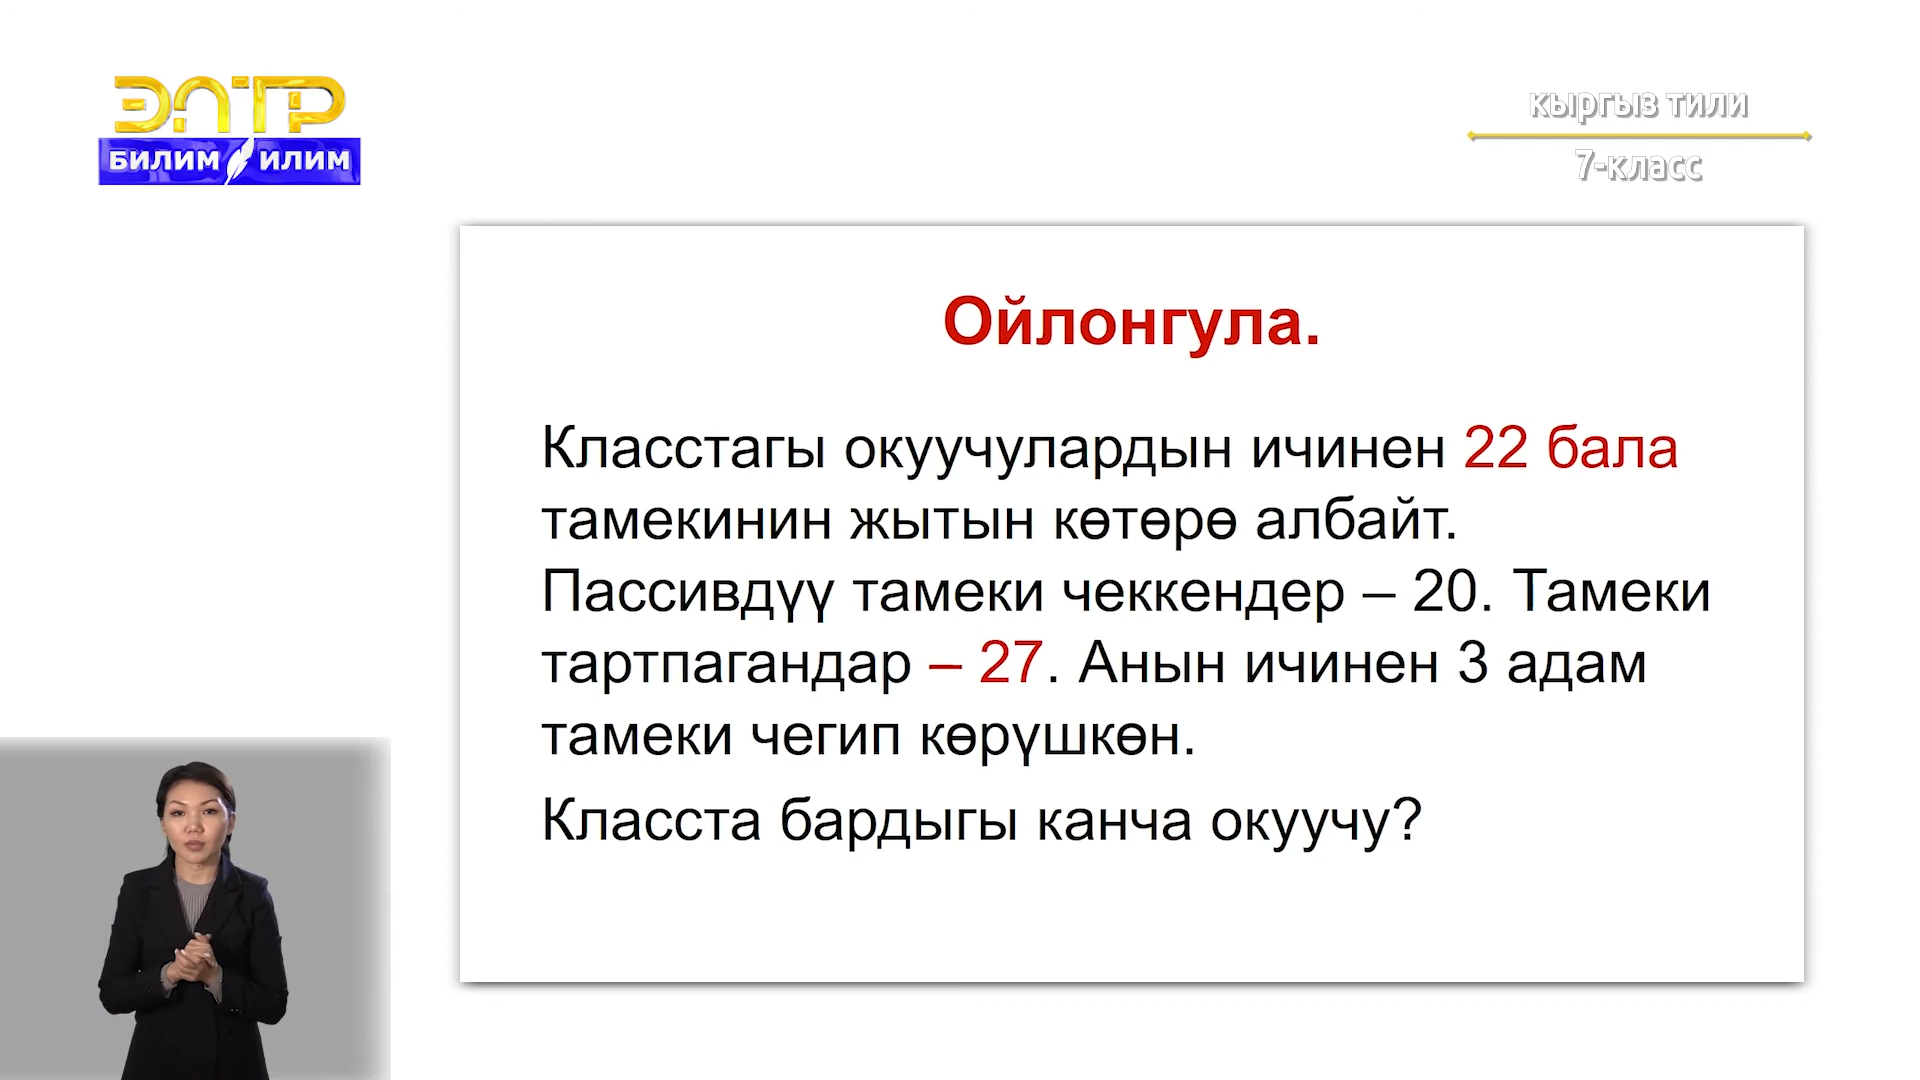 ЭЛТР
БИЛИМ ИЛИМ
кыргыз тили
7-класс
Ойлонгула.
Класстагы окуучулардын ичинен 22 бала
тамекинин жытын көтөрө албайт.
Пассивдүү тамеки чеккендер – 20. Тамеки
тартпагандар – 27. Анын ичинен 3 адам
тамеки чегип көрүшкөн.
Класста бардыгы канча окуучу?